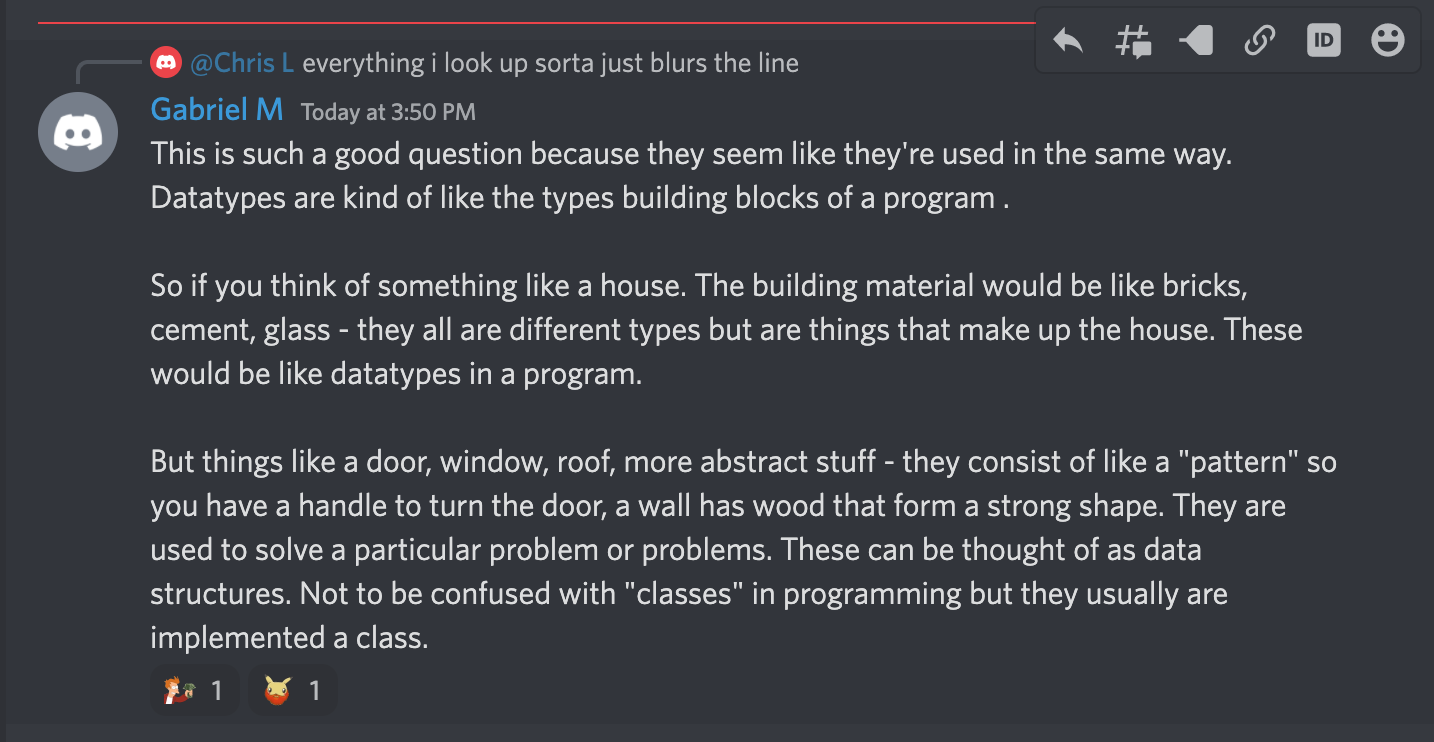 @Chris L everything i look up sorta just blurs the line
ID
Gabriel M Today at 3:50 PM
This is such a good question because they seem like they're used in the same way.
Datatypes are kind of like the types building blocks of a program .
So if you think of something like a house. The building material would be like bricks,
cement, glass - they all are different types but are things that make up the house. These
would be like datatypes in a program.
But things like a door, window, roof, more abstract stuff - they consist of like a "pattern" so
you have a handle to turn the door, a wall has wood that form a strong shape. They are
used to solve a particular problem or problems. These can be thought of as data
structures. Not to be confused with "classes" in programming but they usually are
implemented a class.
1 1